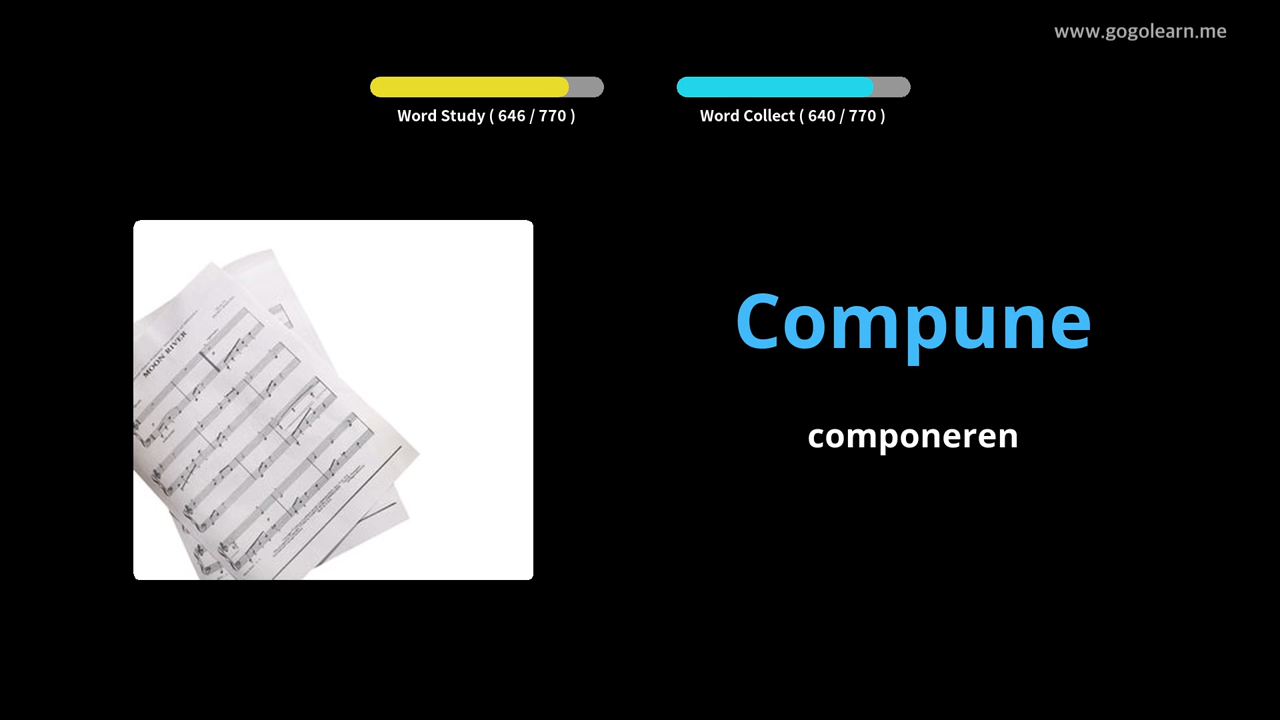 www.gogolearn.me
Word Study ( 646 / 770 )
Word Collect ( 640 / 770 )
MOON RIVER
Compune
componeren